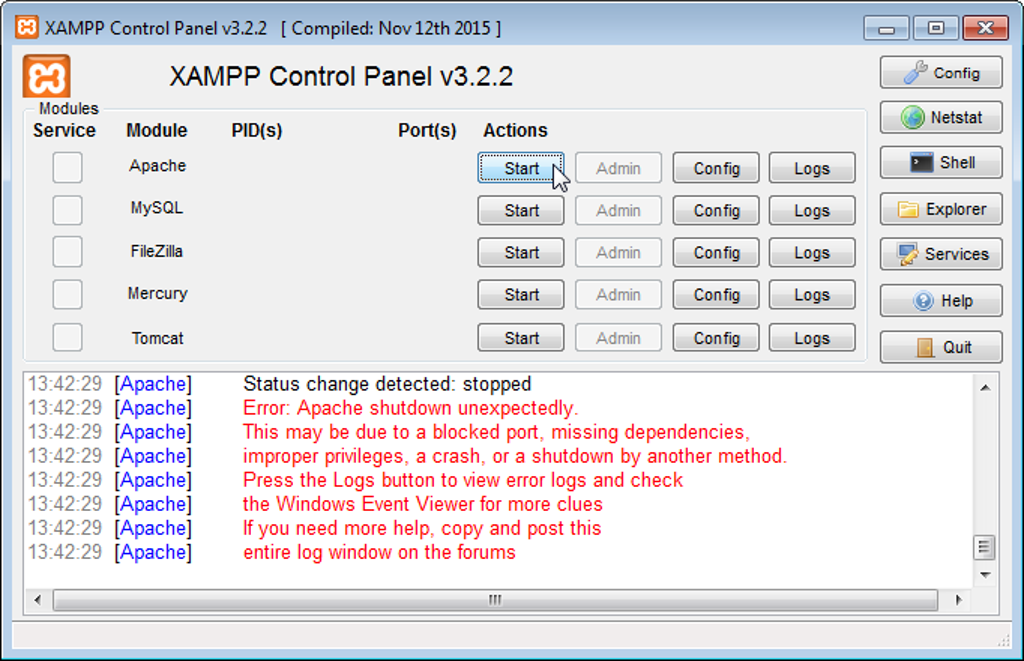 XAMPP Control Panel v3.2.2 [ Compiled: Nov 12th 2015 ]
XAMPP Control Panel v3.2.2
Config
Modules
Service Module PID(s) Port(s) Actions
Netstat
Apache Start Admin Config Logs
Shell
MySQL Start Admin Config Logs
Explorer
FileZilla Start Admin Config Logs
Services
Mercury Start Admin Config Logs
Help
Tomcat Start Admin Config Logs
Quit
13:42:29 [Apache] Status change detected: stopped
13:42:29 [Apache] Error: Apache shutdown unexpectedly.
13:42:29 [Apache] This may be due to a blocked port, missing dependencies,
13:42:29 [Apache] improper privileges, a crash, or a shutdown by another method.
13:42:29 [Apache] Press the Logs button to view error logs and check
13:42:29 [Apache] the Windows Event Viewer for more clues
13:42:29 [Apache] If you need more help, copy and post this
13:42:29 [Apache] entire log window on the forums